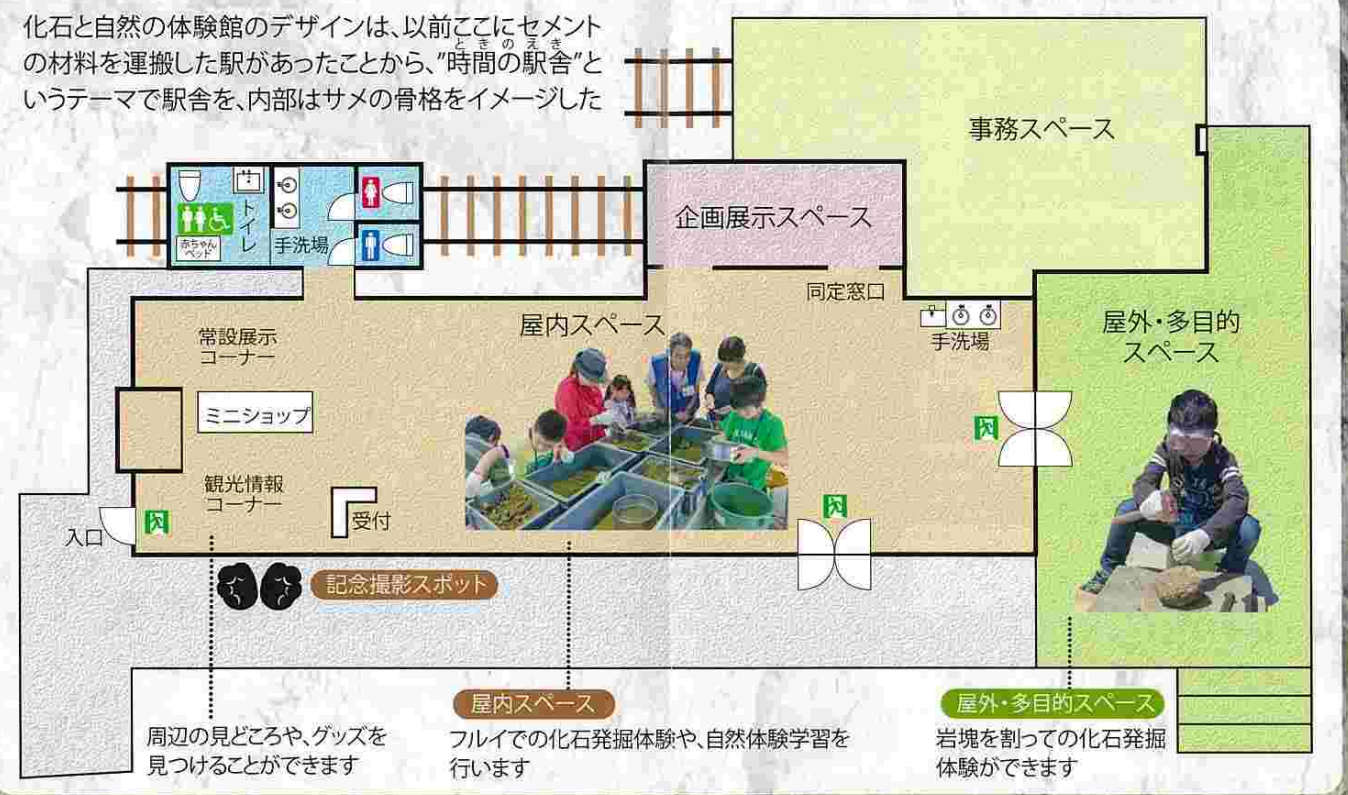 化石と自然の体験館のデザインは、以前ここにセメント
の材料を運搬した駅があったことから、"時間の駅舎"と
ときのえき
いうテーマで駅舎を、内部はサメの骨格をイメージした
事務スペース
企画展示スペース
トイレ
赤ちゃん
ベッド
手洗場
同定窓口
手洗場
屋外・多目的
スペース
常設展示
コーナー
屋内スペース
ミニショップ
観光情報
コーナー
受付
入口
記念撮影スポット
周辺の見どころや、グッズを
見つけることができます
屋内スペース
フルイでの化石発掘体験や、自然体験学習を
行います
屋外・多目的スペース
岩塊を割っての化石発掘
体験ができます